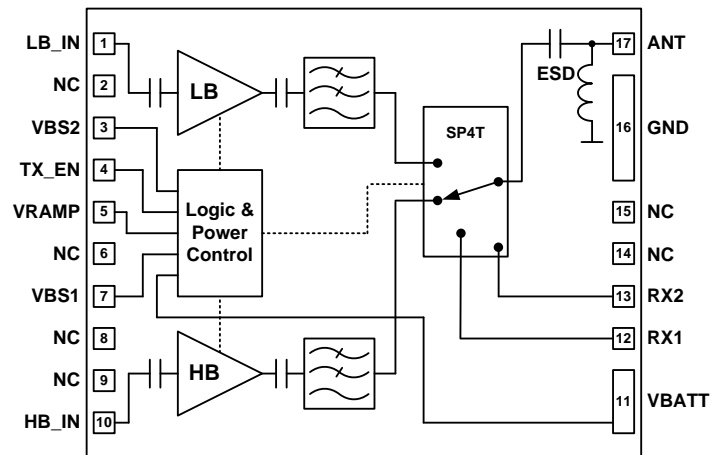 LB_IN 1
NC 2
VBS2 3
TX_EN 4
VRAMP 5
NC 6
VBS1 7
NC 8
NC 9
HB_IN 10
LB
Logic &
Power
Control
HB
SP4T
ESD
17 ANT
16 GND
15 NC
14 NC
13 RX2
12 RX1
11 VBATT